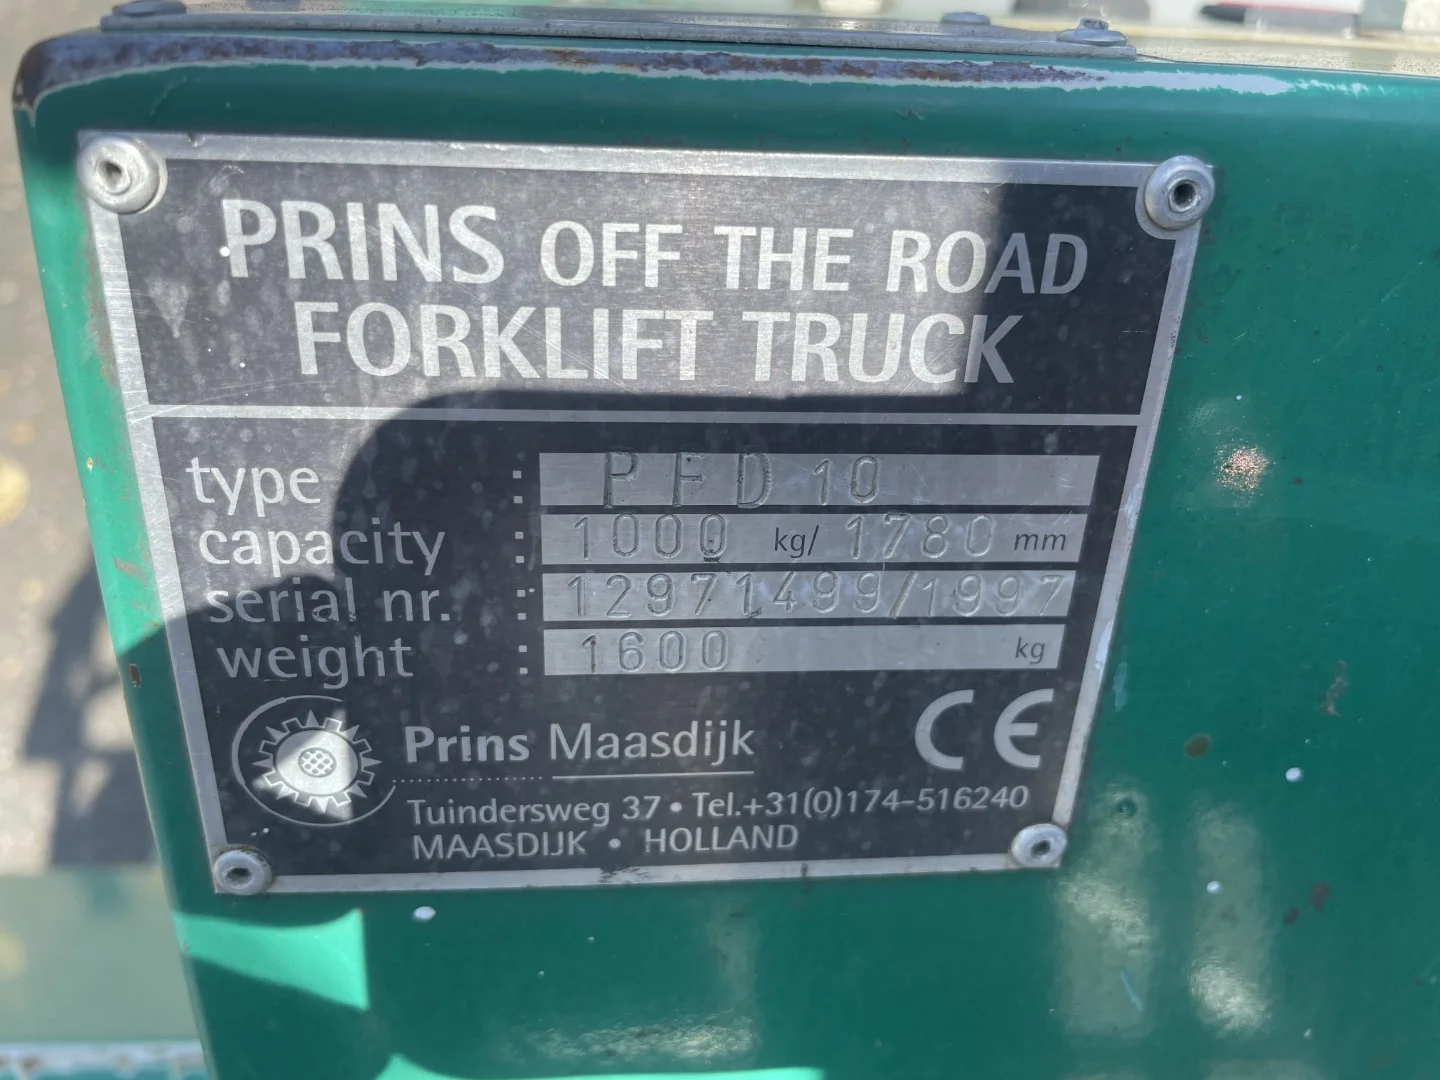 PRINS OFF THE ROAD
FORKLIFT TRUCK
type : PFD 10
capacity : 1000 kg/ 1780 mm
serial nr. : 12971499/1997
weight : 1600 kg
Prins Maasdijk CE
Tuindersweg 37 • Tel.+31(0)174-516240
MAASDIJK • HOLLAND